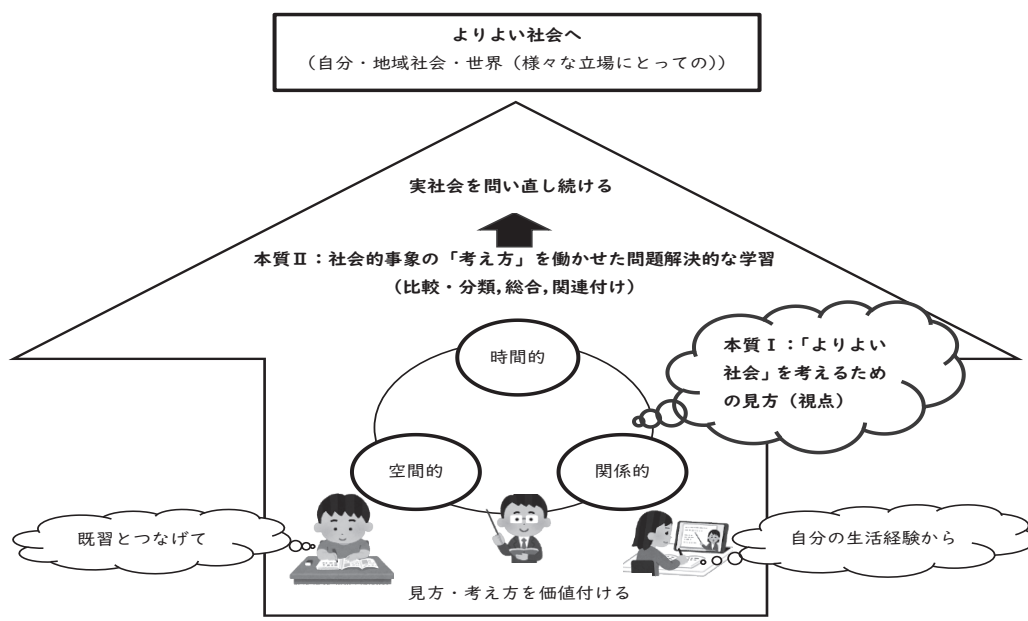 よりよい社会へ
（自分・地域社会・世界（様々な立場にとっての））
実社会を問い直し続ける
本質Ⅱ：社会的事象の「考え方」を働かせた問題解決的な学習
（比較・分類,総合,関連付け）
時間的
本質Ⅰ：「よりよい
社会」を考えるため
の見方（視点）
空間的
関係的
既習とつなげて
自分の生活経験から
見方・考え方を価値付ける